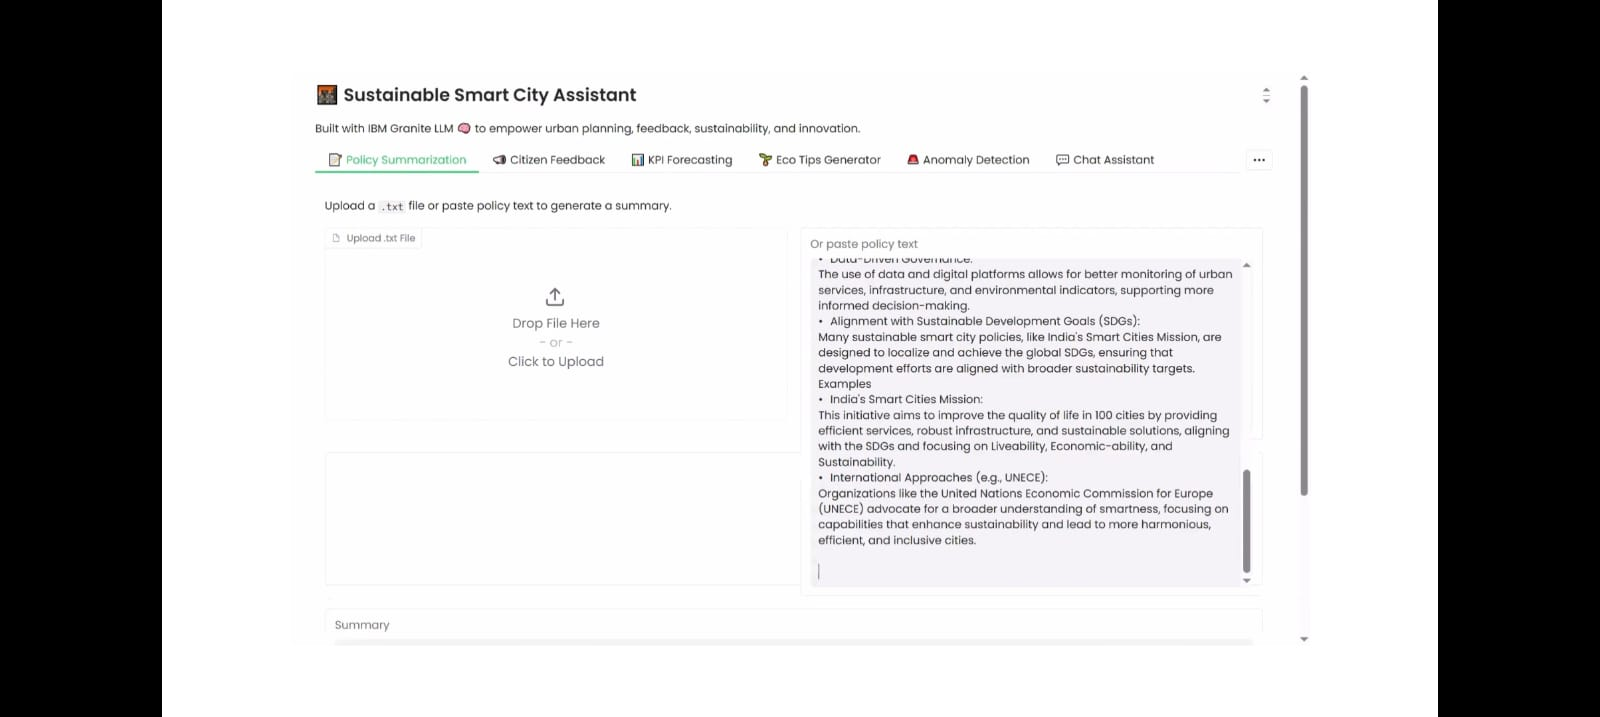 Sustainable Smart City Assistant
Built with IBM Granite LLM 🧠 to empower urban planning, feedback, sustainability, and innovation.
Policy Summarization Citizen Feedback KPI Forecasting Eco Tips Generator Anomaly Detection Chat Assistant ...
Upload a .txt file or paste policy text to generate a summary.
Upload .txt File
Drop File Here
- or -
Click to Upload
Or paste policy text
• Data-Driven Governance:
The use of data and digital platforms allows for better monitoring of urban
services, infrastructure, and environmental indicators, supporting more
informed decision-making.
• Alignment with Sustainable Development Goals (SDGs):
Many sustainable smart city policies, like India's Smart Cities Mission, are
designed to localize and achieve the global SDGs, ensuring that
development efforts are aligned with broader sustainability targets.
Examples
• India's Smart Cities Mission:
This initiative aims to improve the quality of life in 100 cities by providing
efficient services, robust infrastructure, and sustainable solutions, aligning
with the SDGs and focusing on Liveability, Economic-ability, and
Sustainability.
• International Approaches (e.g., UNECE):
Organizations like the United Nations Economic Commission for Europe
(UNECE) advocate for a broader understanding of smartness, focusing on
capabilities that enhance sustainability and lead to more harmonious,
efficient, and inclusive cities.
Summary